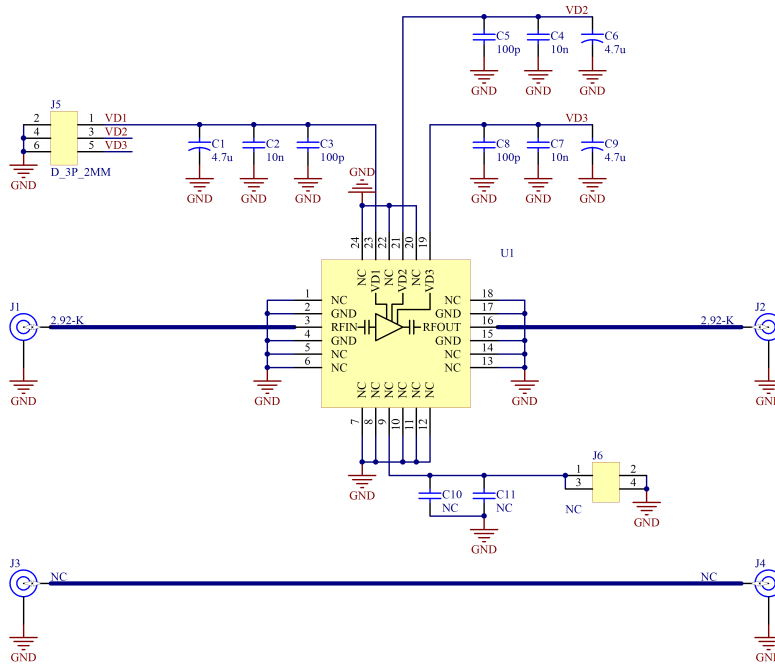 VD2
C5
100p
C4
10n
C6
4.7u
GND
GND
GND
J5
2
1
VD1
4
3
VD2
6
5
VD3
GND
D_3P_2MM
C1
4.7u
C2
10n
C3
100p
GND
GND
GND
VD3
C8
100p
C7
10n
C9
4.7u
GND
GND
GND
GND
24
23
22
21
20
19
U1
NC
VD1
NC
VD2
NC
VD3
J1
2.92-K
GND
1
NC
2
GND
3
RFIN
4
GND
5
NC
6
NC
GND
18
NC
17
GND
16
RFOUT
15
GND
14
NC
13
NC
GND
2.92-K
J2
GND
NC
NC
NC
NC
NC
NC
7
8
9
10
11
12
GND
C10
NC
C11
NC
GND
J6
1
2
3
4
NC
GND
J3
NC
NC
J4
GND
GND